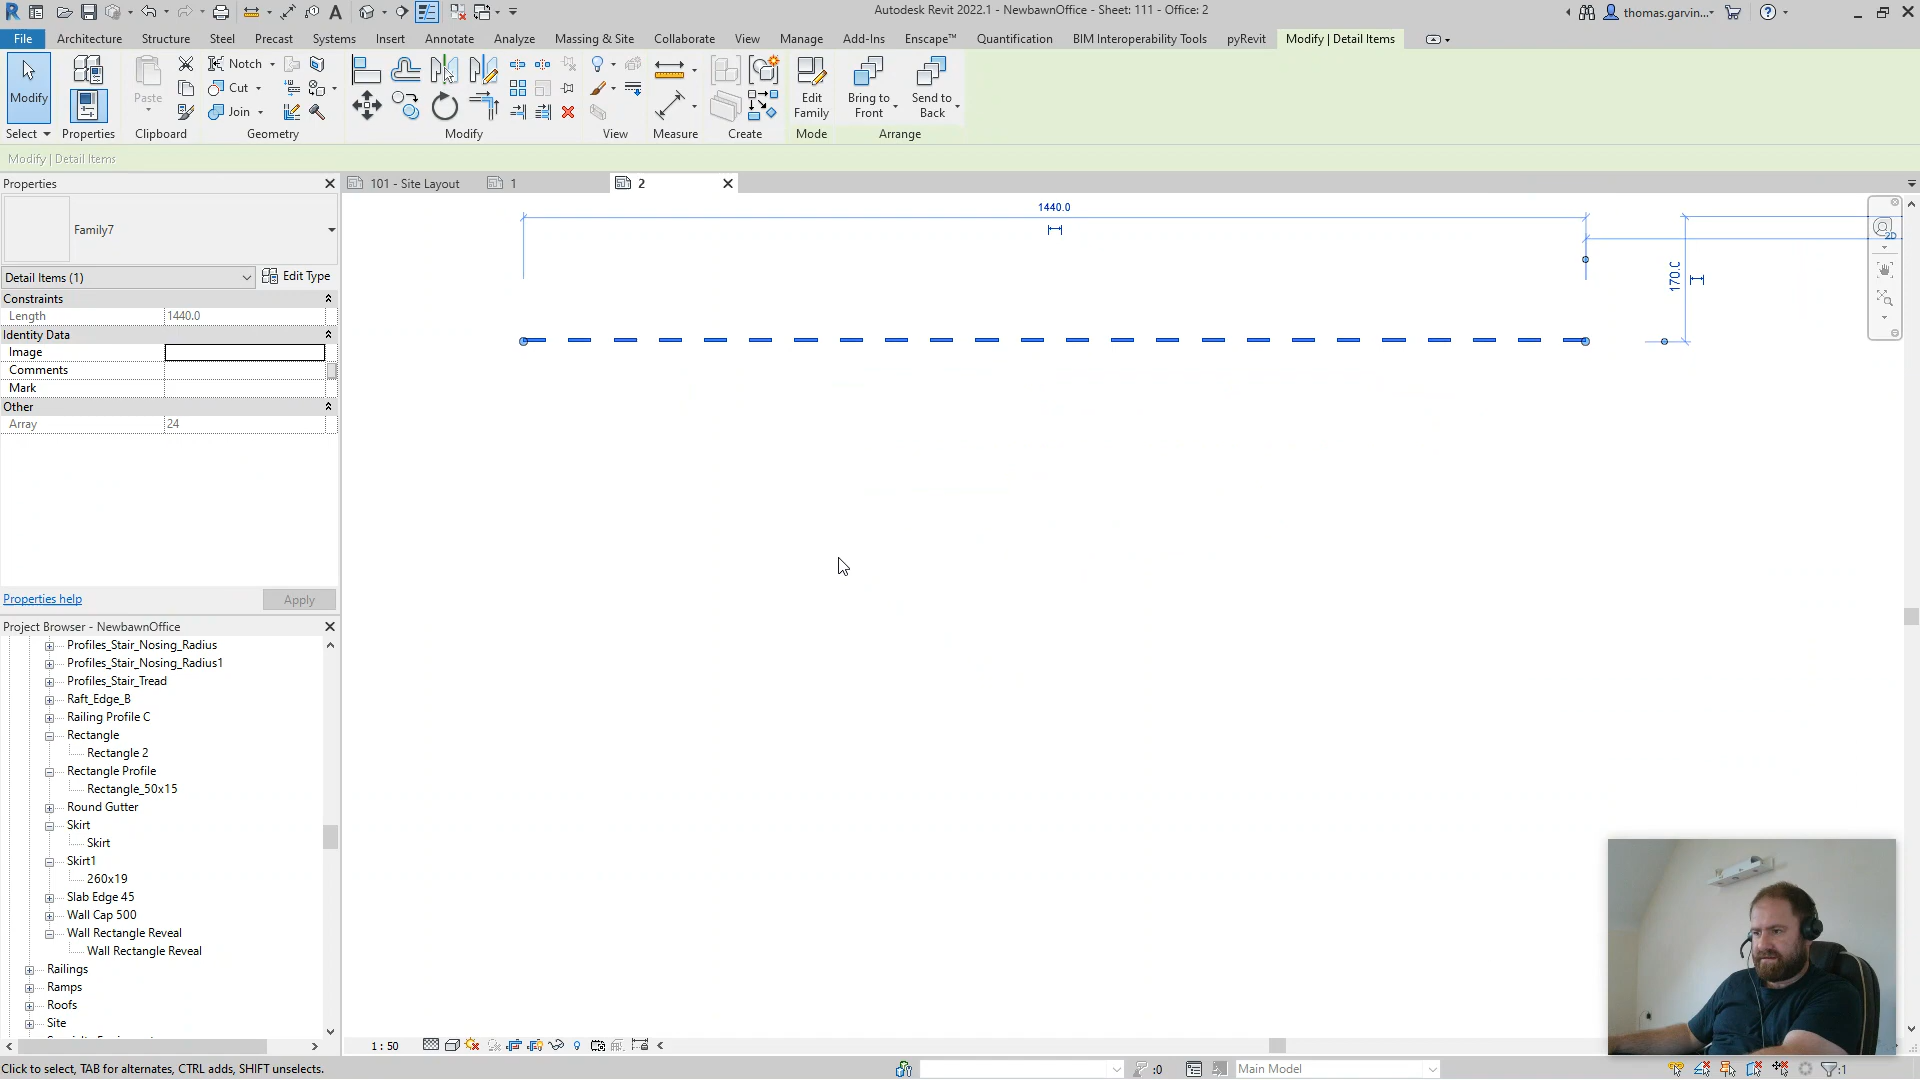 Autodesk Revit 2022.1 - NewbawnOffice - Sheet: 111 - Office: 2
thomas.garvin...
File Architecture Structure Steel Precast Systems Insert Annotate Analyze Massing & Site Collaborate View Manage Add-Ins Enscape™ Quantification BIM Interoperability Tools pyRevit Modify | Detail Items
Modify Paste Notch Cut Join Edit Family Bring to Front Send to Back
Select Properties Clipboard Geometry Modify View Measure Create Mode Arrange
Modify | Detail Items
Properties
101 - Site Layout 1 2
Family7
Detail Items (1) Edit Type
Constraints
Length 1440.0
Identity Data
Image
Comments
Mark
Other
Array 24
Properties help Apply
1440.0
170.0
2D
Project Browser - NewbawnOffice
Profiles_Stair_Nosing_Radius
Profiles_Stair_Nosing_Radius1
Profiles_Stair_Tread
Raft_Edge_B
Railing Profile C
Rectangle
Rectangle 2
Rectangle Profile
Rectangle_50x15
Round Gutter
Skirt
Skirt
Skirt1
260x19
Slab Edge 45
Wall Cap 500
Wall Rectangle Reveal
Wall Rectangle Reveal
Railings
Ramps
Roofs
Site
1 : 50
Click to select, TAB for alternates, CTRL adds, SHIFT unselects.
:0
Main Model
:1